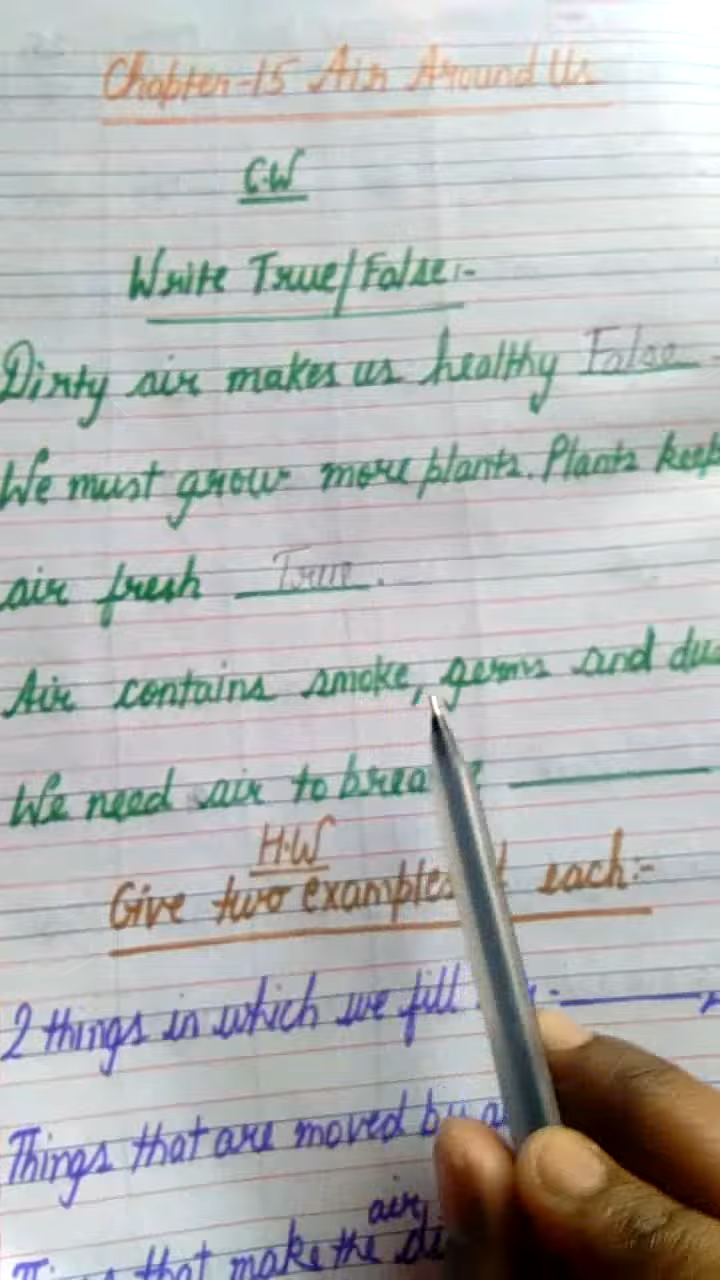 Chapter-15 Air Around Us
C.W
Write True/False:-
Dirty air makes us healthy False.
We must grow more plants. Plants keep
air fresh True.
Air contains smoke, germs and
We need air to
H.W
Give two examples each:-
2 things in which we fill
Things that are moved by
air
that make the